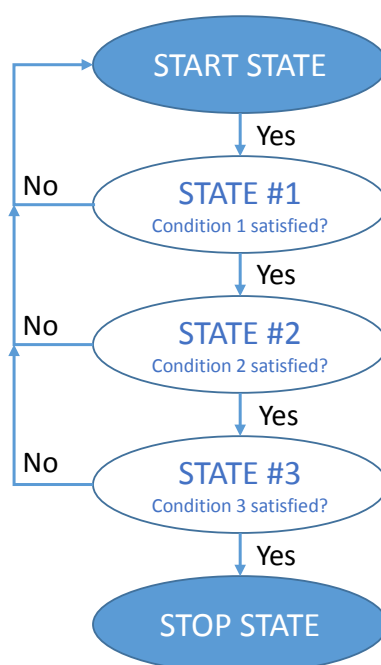 START STATE
Yes
No
STATE #1
Condition 1 satisfied?
Yes
No
STATE #2
Condition 2 satisfied?
Yes
No
STATE #3
Condition 3 satisfied?
Yes
STOP STATE